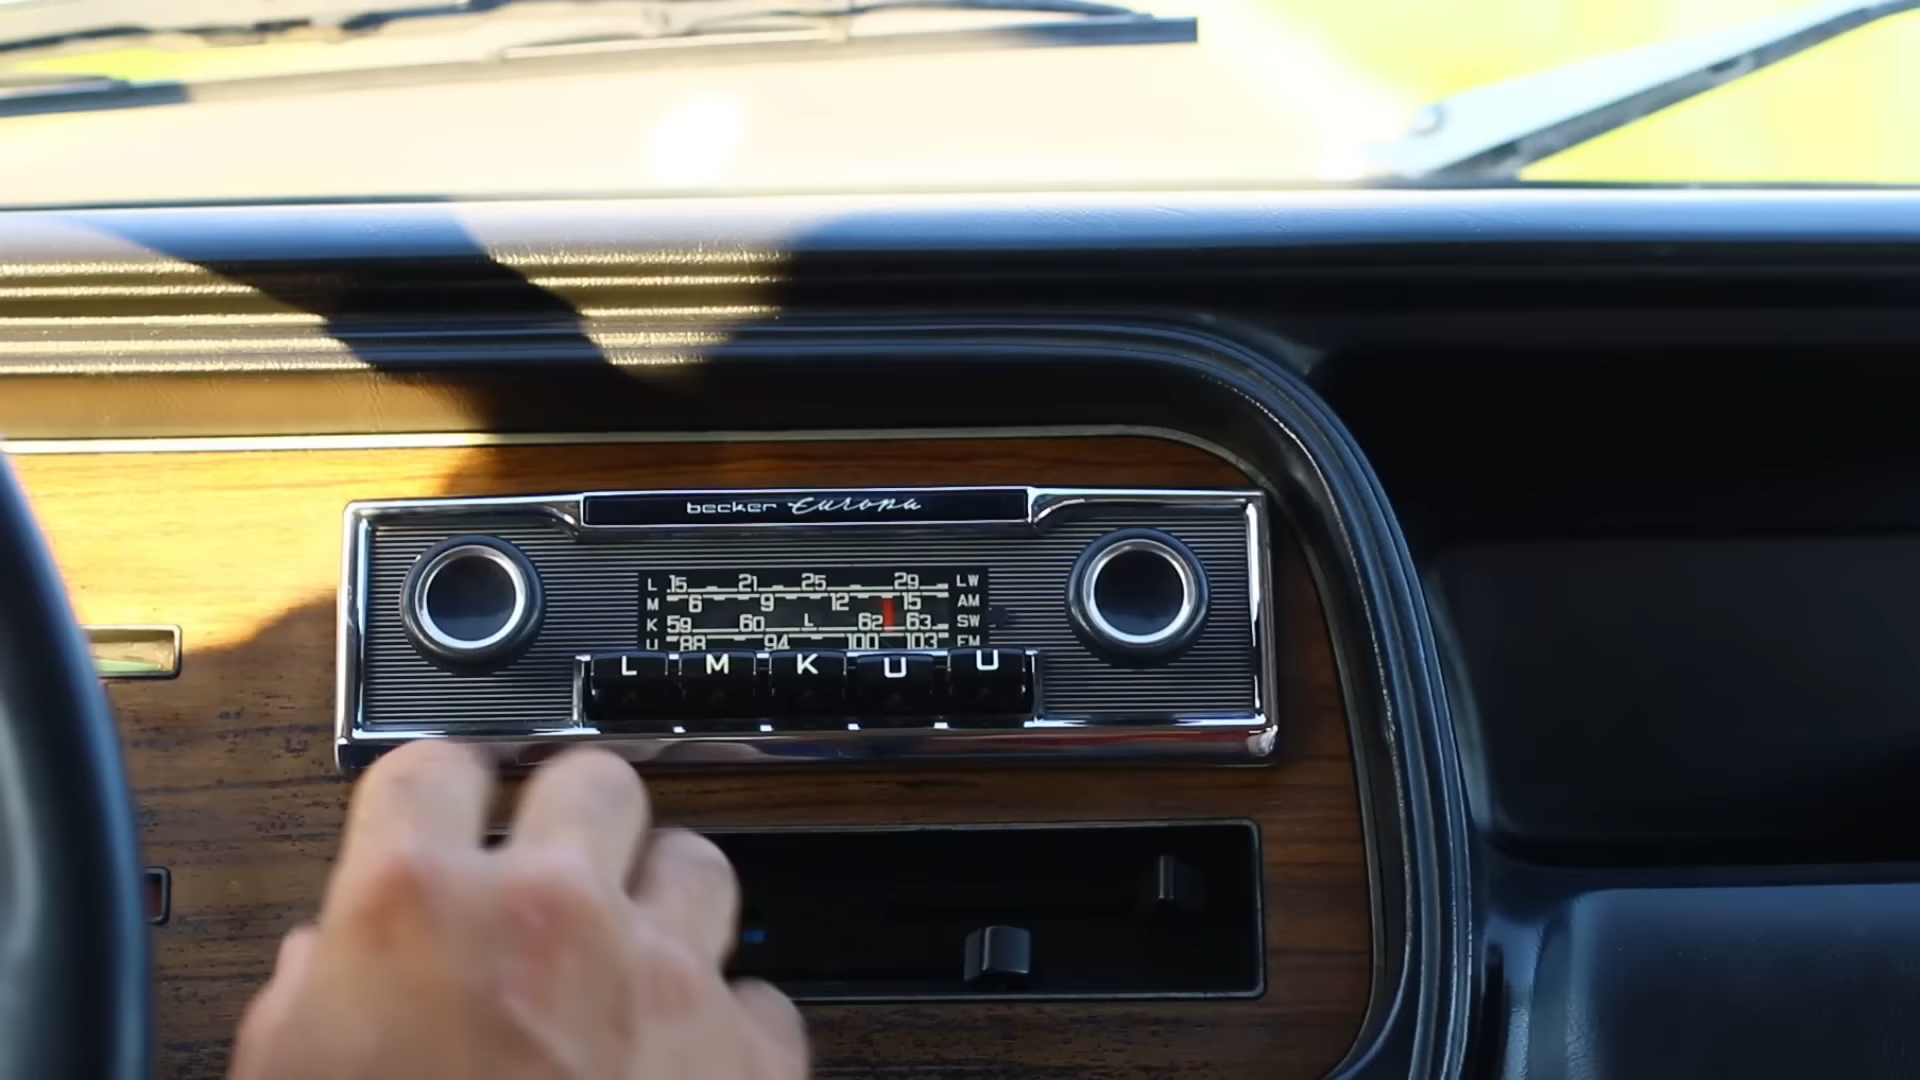 becker Europa
L 15 21 25 29 LW
M 6 9 12 15 AM
K 59 60 L 62 63 SW
U 88 94 100 103 FM
L M K U U